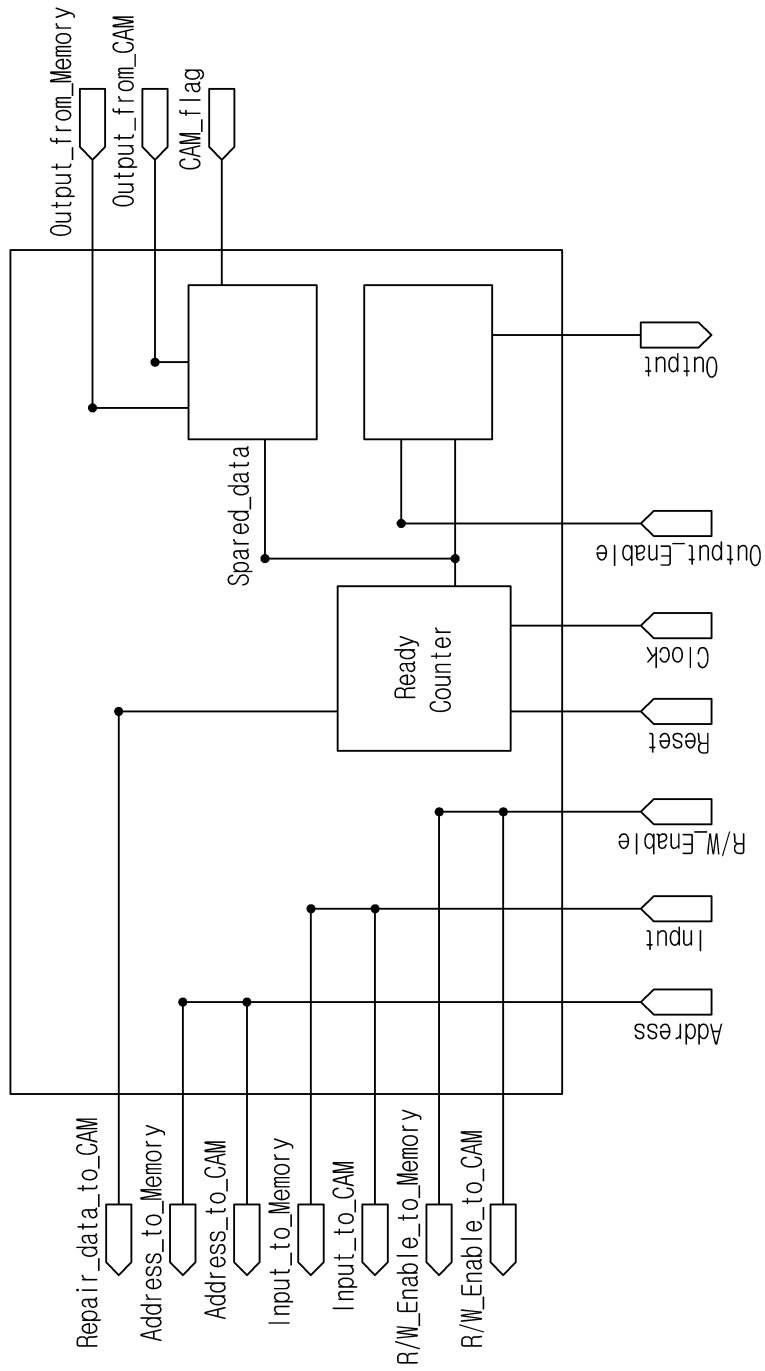 Output_from_Memory
Output_from_CAM
CAM_flag
Spared_data
Output
Output_Enable
Ready
Counter
Clock
Reset
R/W_Enable
Input
Address
Repair_data_to_CAM
Address_to_Memory
Address_to_CAM
Input_to_Memory
Input_to_CAM
R/W_Enable_to_Memory
R/W_Enable_to_CAM